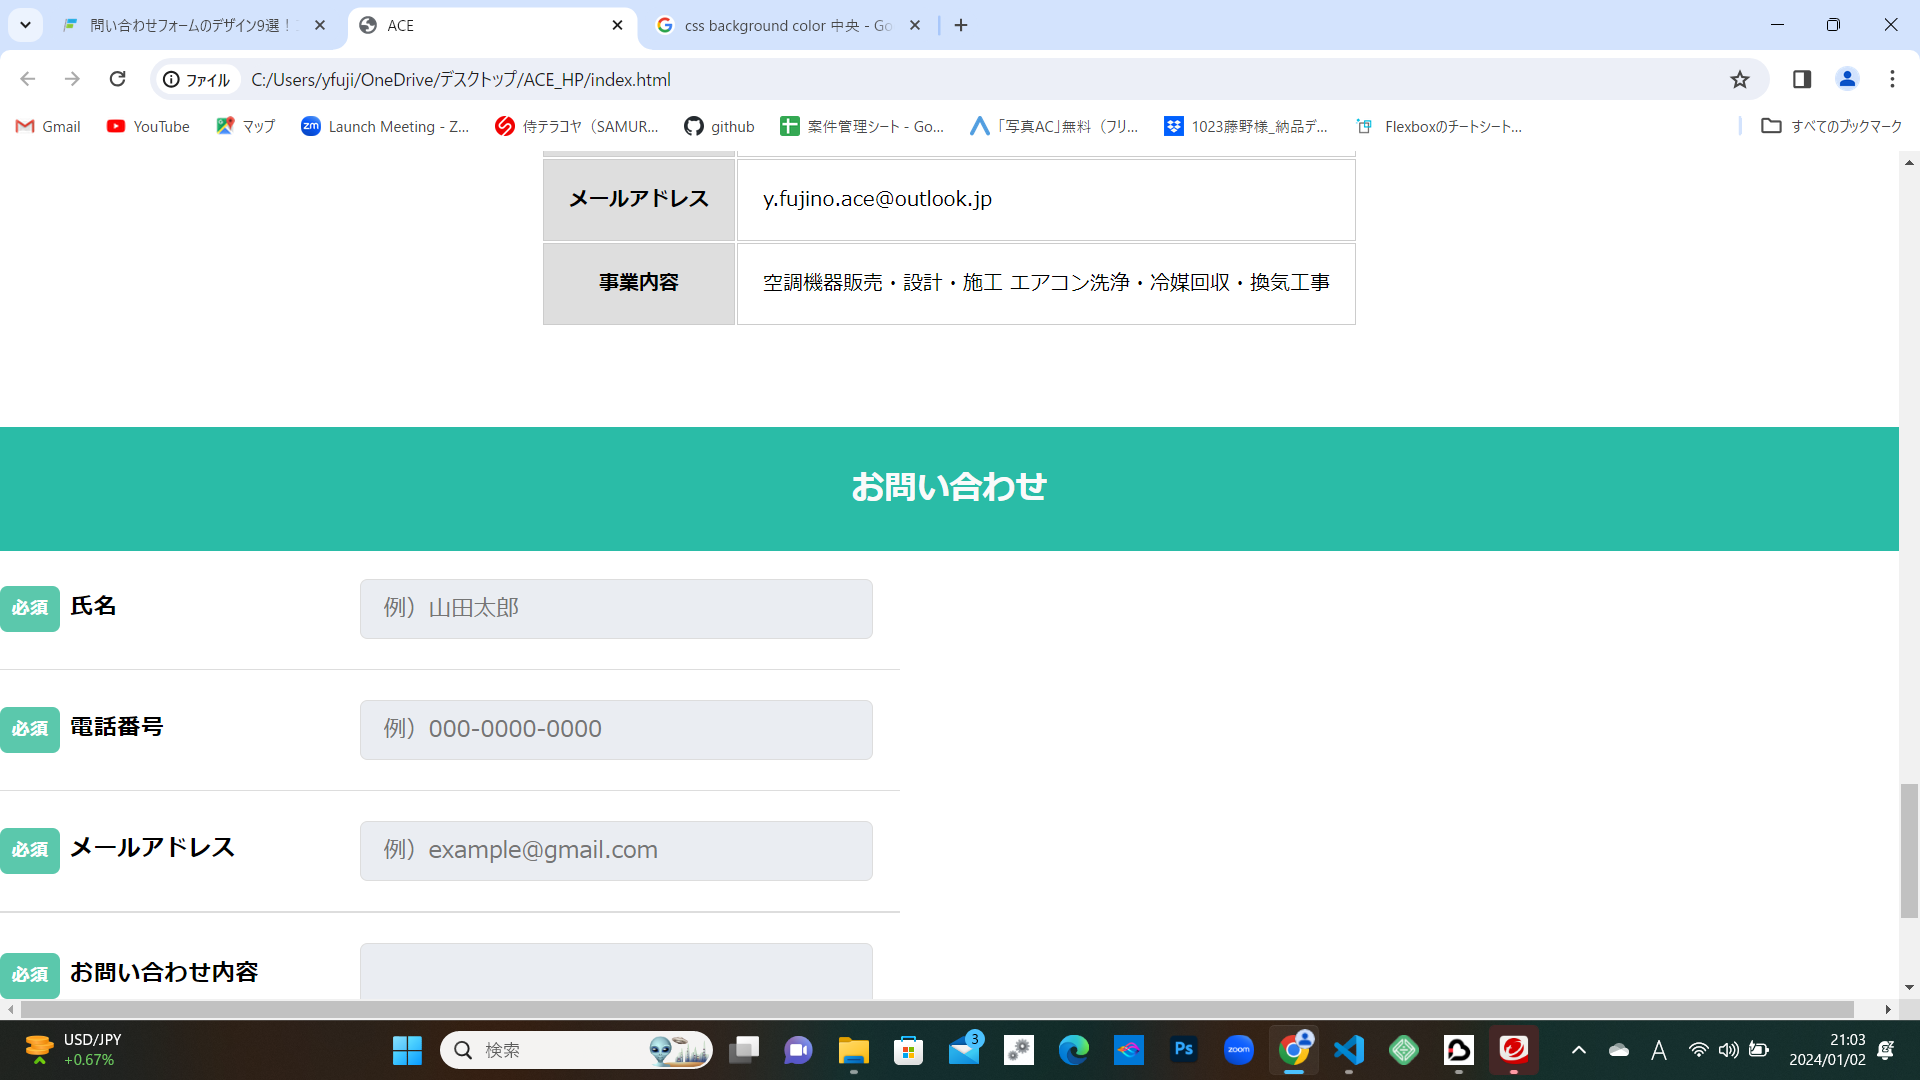 問い合わせフォームのデザイン9選!
ACE
css background color 中央 - Go
ファイル
C:/Users/yfuji/OneDrive/デスクトップ/ACE_HP/index.html
Gmail
YouTube
マップ
Launch Meeting - Z...
侍テラコヤ（SAMUR...
github
案件管理シート - Go...
「写真AC」無料（フリ...
1023藤野様_納品デ...
Flexboxのチートシート...
すべてのブックマーク
メールアドレス
y.fujino.ace@outlook.jp
事業内容
空調機器販売・設計・施工 エアコン洗浄・冷媒回収・換気工事
お問い合わせ
必須 氏名
例）山田太郎
必須 電話番号
例）000-0000-0000
必須 メールアドレス
例）example@gmail.com
必須 お問い合わせ内容
USD/JPY
+0.67%
検索
3
Ps
zoom
A
21:03
2024/01/02